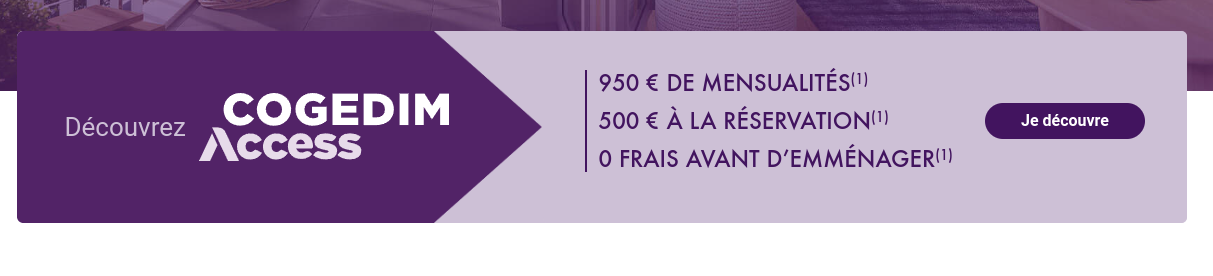 Découvrez
COGEDIM
Access
950 € DE MENSUALITÉS(1)
500 € À LA RÉSERVATION(1)
0 FRAIS AVANT D’EMMÉNAGER(1)
Je découvre